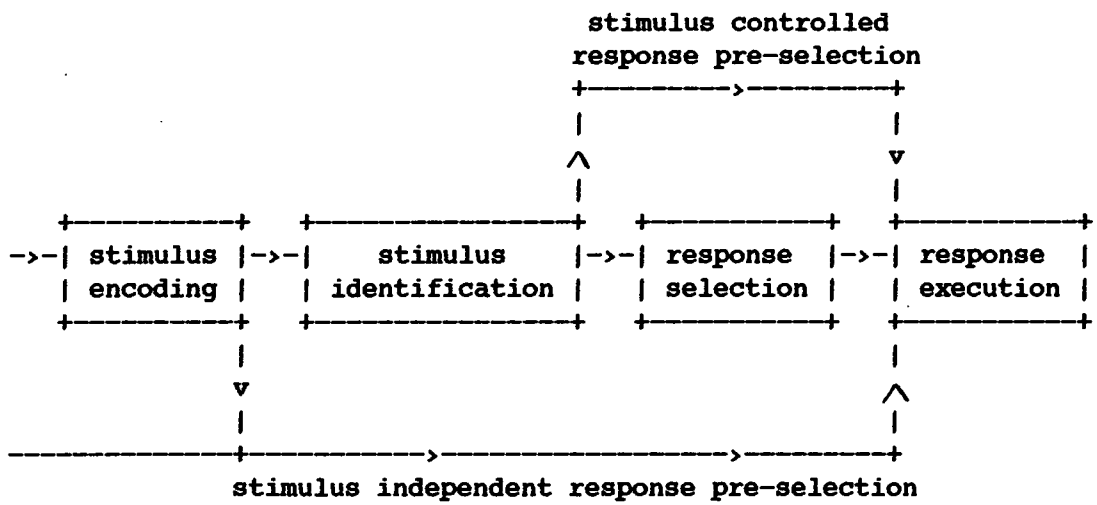 stimulus controlled
response pre-selection
stimulus encoding
stimulus identification
response selection
response execution
stimulus independent response pre-selection